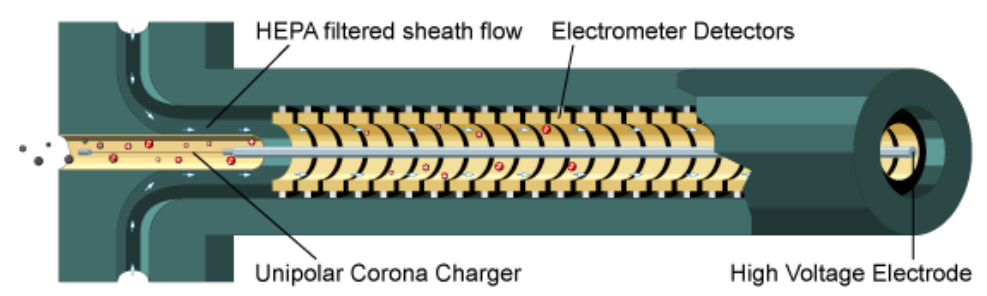 HEPA filtered sheath flow
Electrometer Detectors
Unipolar Corona Charger
High Voltage Electrode